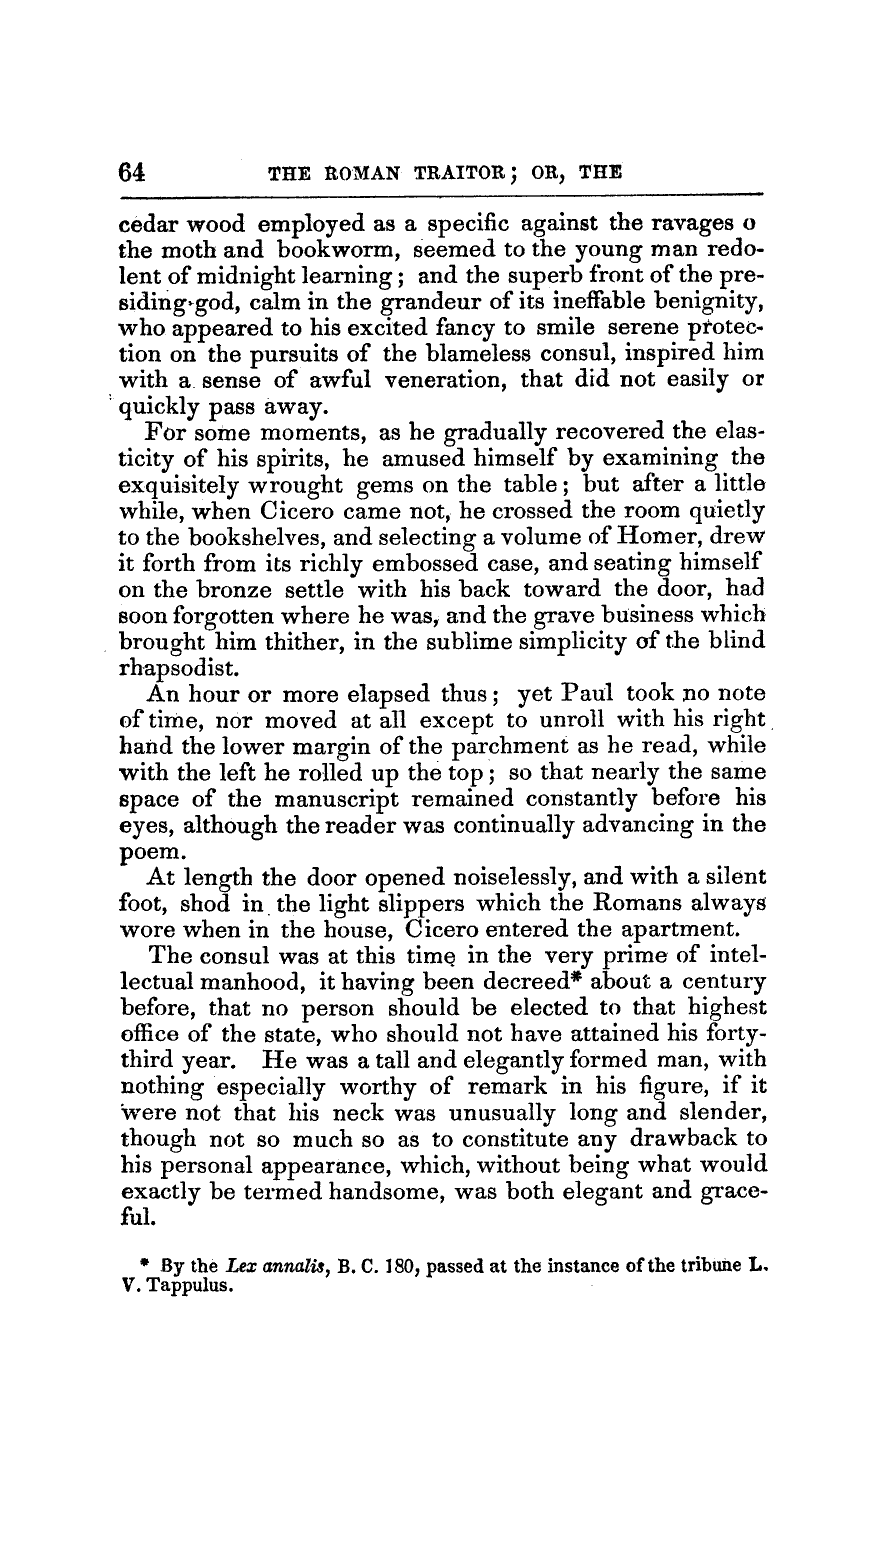 64 THE ROMAN TRAITOR; OR, THE
cedar wood employed as a specific against the ravages o
the moth and bookworm, seemed to the young man redo-
lent of midnight learning; and the superb front of the pre-
siding-god, calm in the grandeur of its ineffable benignity,
who appeared to his excited fancy to smile serene protec-
tion on the pursuits of the blameless consul, inspired him
with a sense of awful veneration, that did not easily or
quickly pass away.
For some moments, as he gradually recovered the elas-
ticity of his spirits, he amused himself by examining the
exquisitely wrought gems on the table; but after a little
while, when Cicero came not, he crossed the room quietly
to the bookshelves, and selecting a volume of Homer, drew
it forth from its richly embossed case, and seating himself
on the bronze settle with his back toward the door, had
soon forgotten where he was, and the grave business which
brought him thither, in the sublime simplicity of the blind
rhapsodist.
An hour or more elapsed thus; yet Paul took no note
of time, nor moved at all except to unroll with his right
hand the lower margin of the parchment as he read, while
with the left he rolled up the top; so that nearly the same
space of the manuscript remained constantly before his
eyes, although the reader was continually advancing in the
poem.
At length the door opened noiselessly, and with a silent
foot, shod in the light slippers which the Romans always
wore when in the house, Cicero entered the apartment.
The consul was at this time in the very prime of intel-
lectual manhood, it having been decreed* about a century
before, that no person should be elected to that highest
office of the state, who should not have attained his forty-
third year. He was a tall and elegantly formed man, with
nothing especially worthy of remark in his figure, if it
were not that his neck was unusually long and slender,
though not so much so as to constitute any drawback to
his personal appearance, which, without being what would
exactly be termed handsome, was both elegant and grace-
ful.
* By the Lex annalis, B. C. 180, passed at the instance of the tribune L.
V. Tappulus.